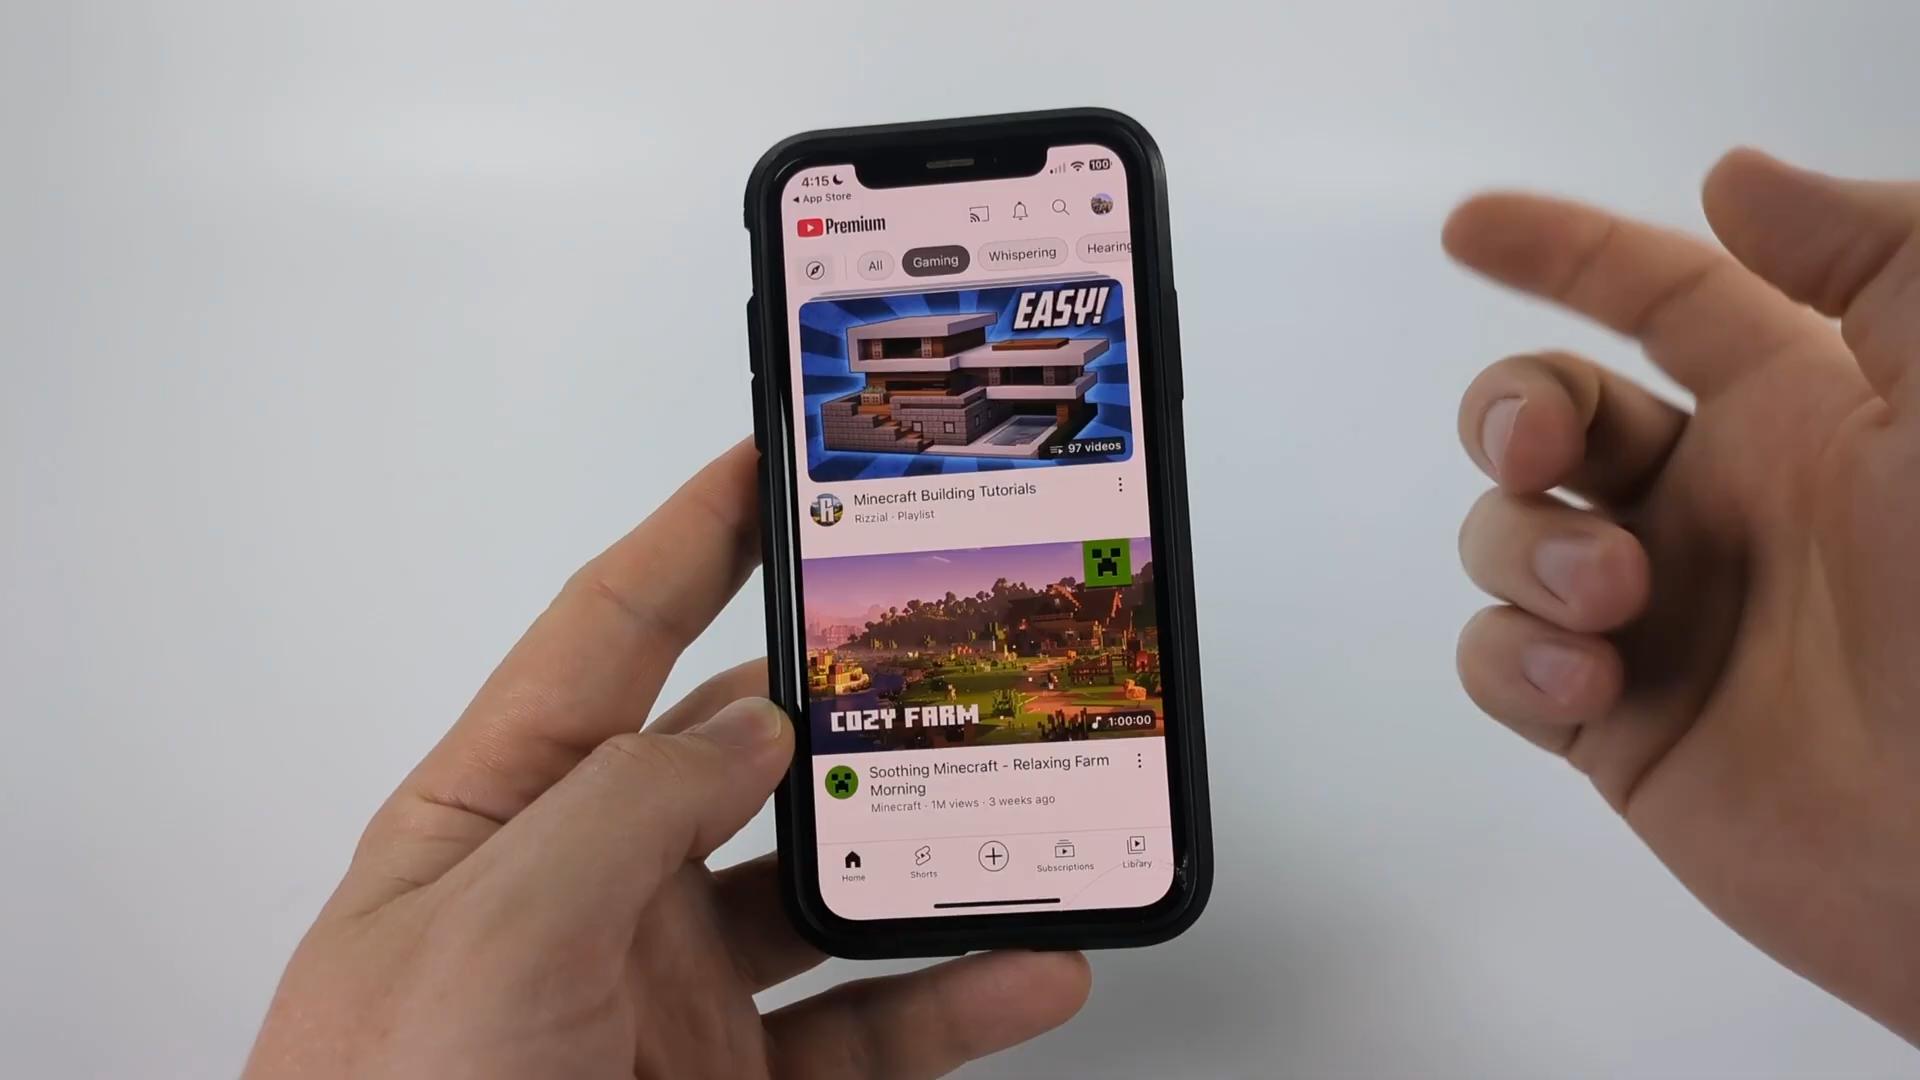 4:15
100
App Store
Premium
All Gaming Whispering Hearing
EASY!
97 videos
Minecraft Building Tutorials
Rizzial · Playlist
COZY FARM
1:00:00
Soothing Minecraft - Relaxing Farm
Morning
Minecraft · 1M views · 3 weeks ago
Home Shorts Subscriptions Library